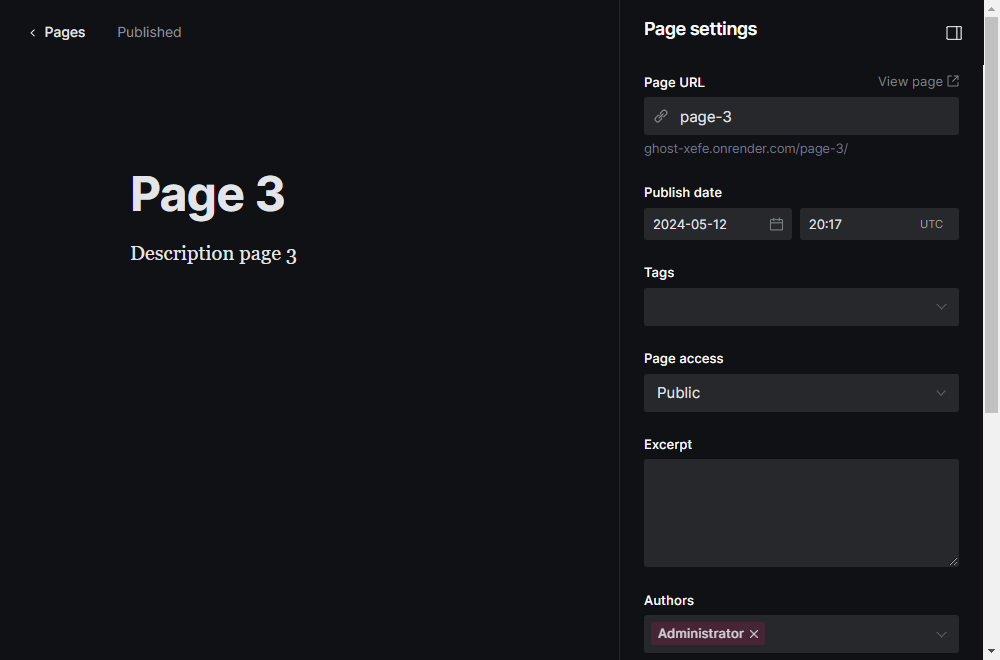 Pages
Published
Page 3
Description page 3
Page settings
Page URL
View page
page-3
ghost-xefe.onrender.com/page-3/
Publish date
2024-05-12
20:17
UTC
Tags
Page access
Public
Excerpt
Authors
Administrator